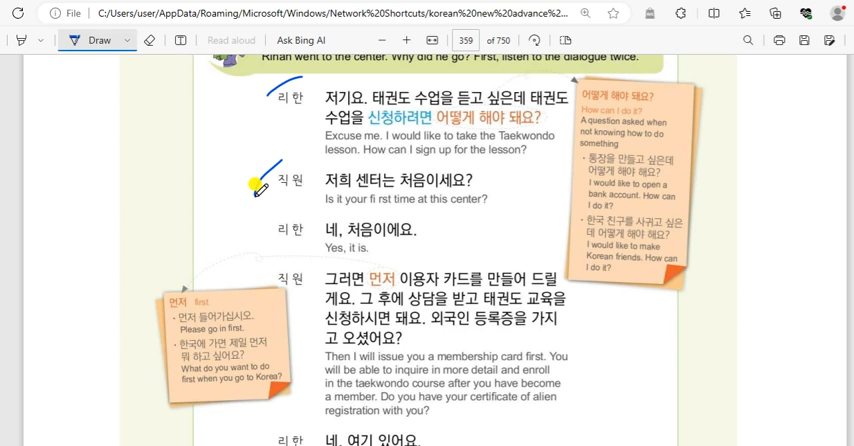 File
C:/Users/user/AppData/Roaming/Microsoft/Windows/Network%20Shortcuts/korean%20new%20advance%2...
Draw
Read aloud
Ask Bing AI
359 of 750
Rihan went to the center. Why did he go? First, listen to the dialogue twice.
리 한 저기요. 태권도 수업을 듣고 싶은데 태권도
수업을 신청하려면 어떻게 해야 돼요?
Excuse me. I would like to take the Taekwondo
lesson. How can I sign up for the lesson?
직 원 저희 센터는 처음이세요?
Is it your fi rst time at this center?
리 한 네, 처음이에요.
Yes, it is.
직 원 그러면 먼저 이용자 카드를 만들어 드릴
게요. 그 후에 상담을 받고 태권도 교육을
신청하시면 돼요. 외국인 등록증을 가지
고 오셨어요?
Then I will issue you a membership card first. You
will be able to inquire in more detail and enroll
in the taekwondo course after you have become
a member. Do you have your certificate of alien
registration with you?
리 한 네, 여기 있어요.
어떻게 해야 돼요?
How can I do it?
A question asked when
not knowing how to do
something
· 통장을 만들고 싶은데
어떻게 해야 해요?
I would like to open a
bank account. How can
I do it?
· 한국 친구를 사귀고 싶은
데 어떻게 해야 해요?
I would like to make
Korean friends. How can
I do it?
먼저 first
· 먼저 들어가십시오.
Please go in first.
· 한국에 가면 제일 먼저
뭐 하고 싶어요?
What do you want to do
first when you go to Korea?